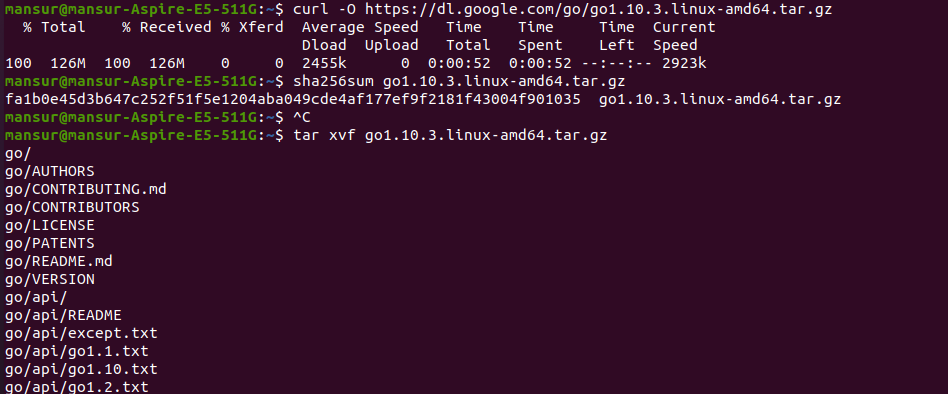 mansur@mansur-Aspire-E5-511G:~$ curl -O https://dl.google.com/go/go1.10.3.linux-amd64.tar.gz
  % Total    % Received % Xferd  Average Speed   Time    Time     Time  Current
                                 Dload  Upload   Total   Spent    Left  Speed
100  126M  100  126M    0     0  2455k      0  0:00:52  0:00:52 --:--:-- 2923k
mansur@mansur-Aspire-E5-511G:~$ sha256sum go1.10.3.linux-amd64.tar.gz
fa1b0e45d3b647c252f51f5e1204aba049cde4af177ef9f2181f43004f901035  go1.10.3.linux-amd64.tar.gz
mansur@mansur-Aspire-E5-511G:~$ ^C
mansur@mansur-Aspire-E5-511G:~$ tar xvf go1.10.3.linux-amd64.tar.gz
go/
go/AUTHORS
go/CONTRIBUTING.md
go/CONTRIBUTORS
go/LICENSE
go/PATENTS
go/README.md
go/VERSION
go/api/
go/api/README
go/api/except.txt
go/api/go1.1.txt
go/api/go1.10.txt
go/api/go1.2.txt